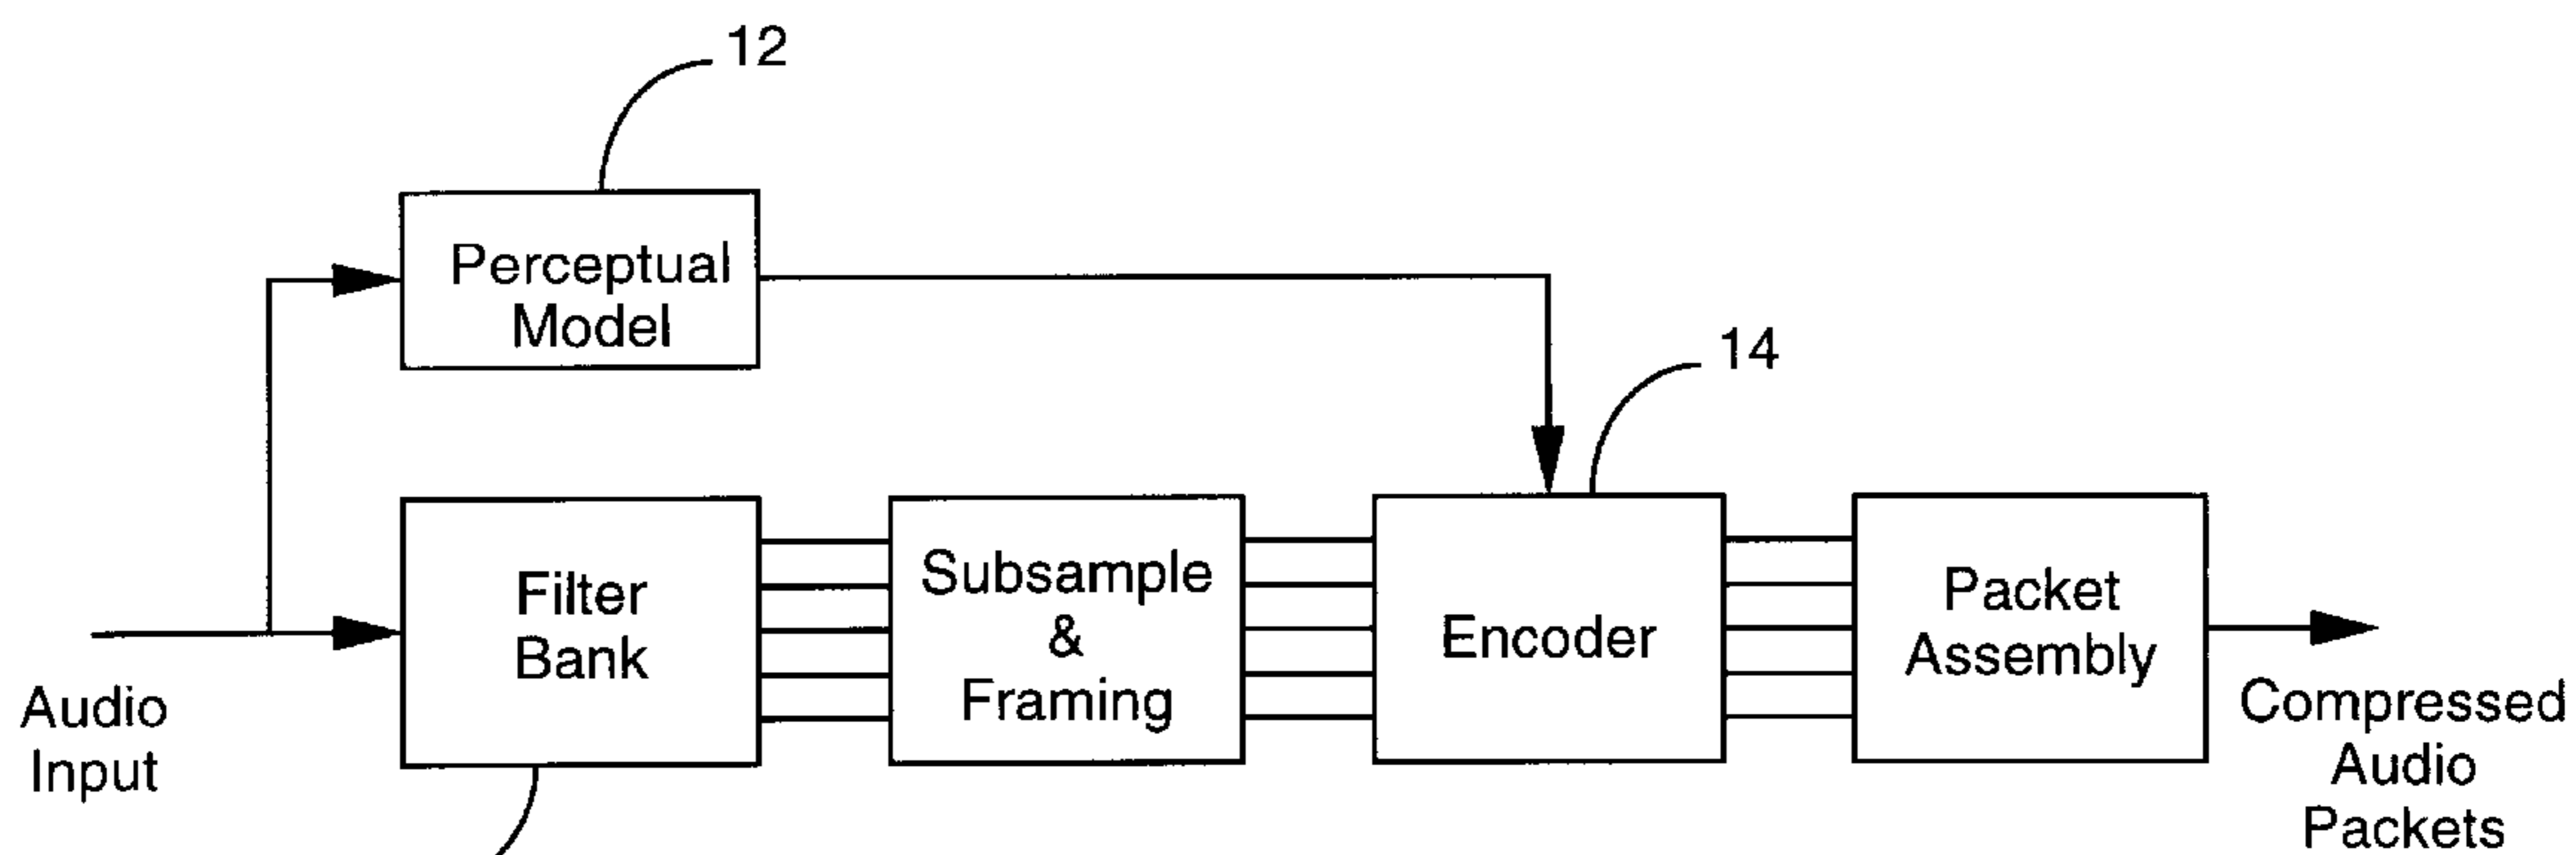 12
Perceptual
Model
14
Filter
Bank
Subsample
&
Framing
Encoder
Packet
Assembly
Audio
Input
Compressed
Audio
Packets